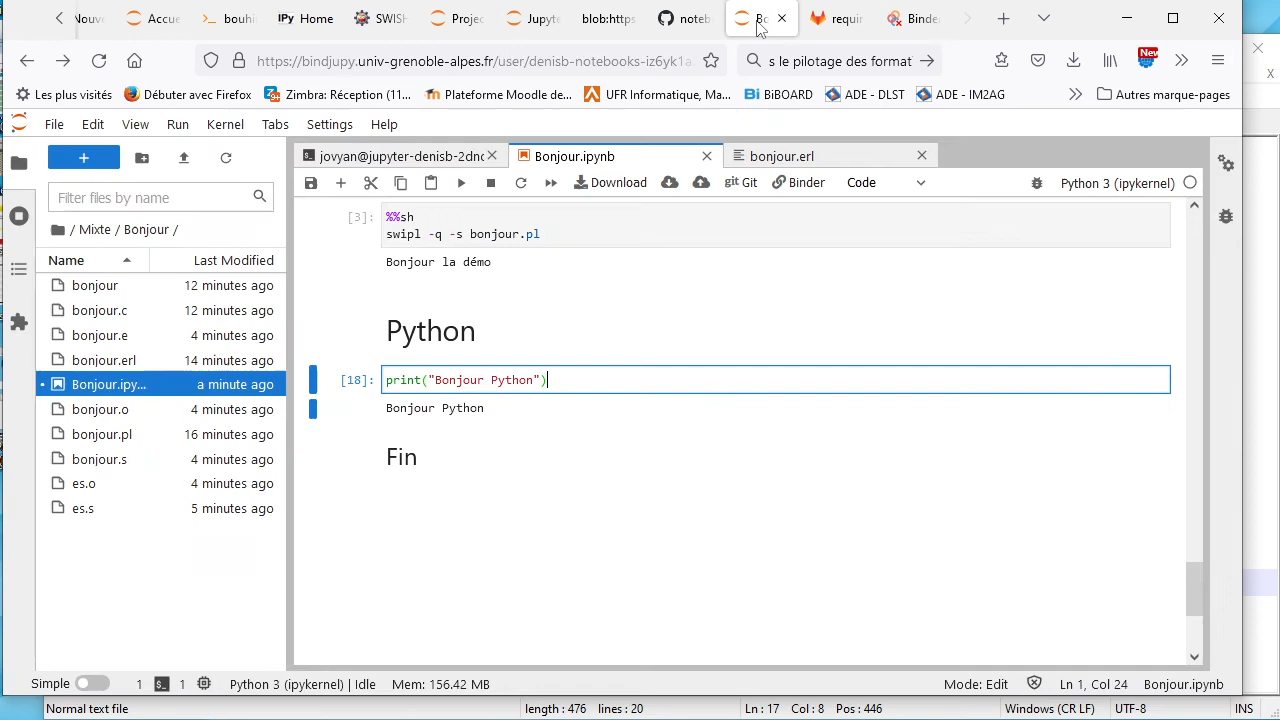 Nouve
Accue
bouhi
IPy Home
SWISH
Projec
Jupyte
blob:https
noteb
Bo
requir
Binde
https://bindjupy.univ-grenoble-alpes.fr/user/denisb-notebooks-iz6yk1a
s le pilotage des format
New
Les plus visités
Débuter avec Firefox
Zimbra: Réception (11...
Plateforme Moodle de...
UFR Informatique, Ma...
Bi BiBOARD
ADE - DLST
ADE - IM2AG
Autres marque-pages
File Edit View Run Kernel Tabs Settings Help
+
Filter files by name
/ Mixte / Bonjour /
Name Last Modified
bonjour 12 minutes ago
bonjour.c 12 minutes ago
bonjour.e 4 minutes ago
bonjour.erl 14 minutes ago
Bonjour.ipy... a minute ago
bonjour.o 4 minutes ago
bonjour.pl 16 minutes ago
bonjour.s 4 minutes ago
es.o 4 minutes ago
es.s 5 minutes ago
jovyan@jupyter-denisb-2dno
Bonjour.ipynb
bonjour.erl
Download
git Git
Binder
Code
Python 3 (ipykernel)
[3]: %%sh
swipl -q -s bonjour.pl
Bonjour la démo
Python
[18]: print("Bonjour Python")
Bonjour Python
Fin
Simple 1 1 Python 3 (ipykernel) | Idle Mem: 156.42 MB Mode: Edit Ln 1, Col 24 Bonjour.ipynb
Normal text file length : 476 lines : 20 Ln : 17 Col : 8 Pos : 446 Windows (CR LF) UTF-8 INS